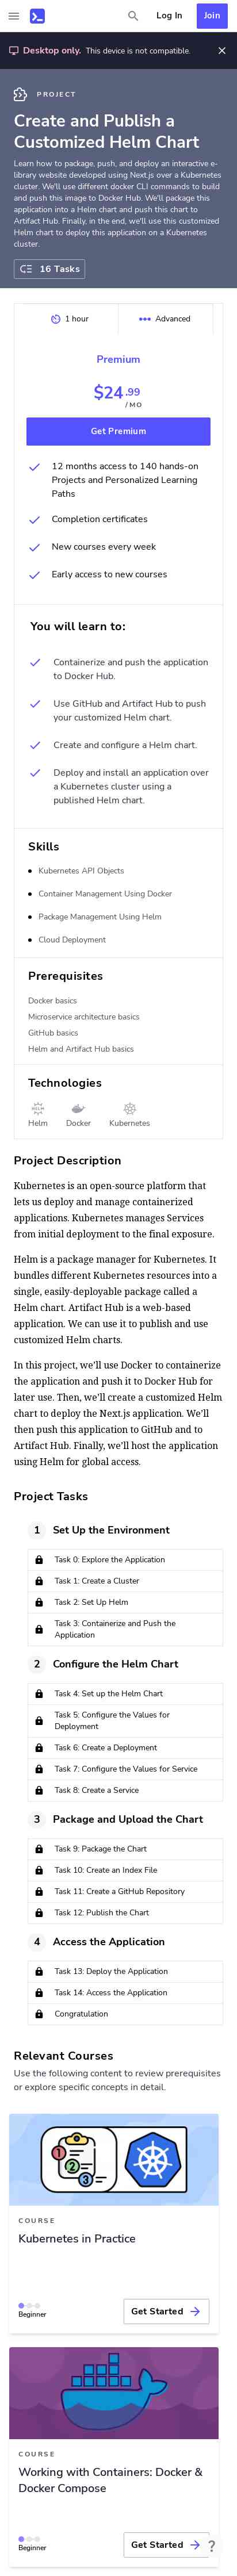 Log In
Join
Desktop only. This device is not compatible.
PROJECT
Create and Publish a
Customized Helm Chart
Learn how to package, push, and deploy an interactive e-
library website developed using Next.js over a Kubernetes
cluster. We'll use different docker CLI commands to build
and push this image to Docker Hub. We'll package this
application into a Helm chart and push this chart to
Artifact Hub. Finally, in the end, we'll use this customized
Helm chart to deploy this application on a Kubernetes
cluster.
16 Tasks
1 hour
Advanced
Premium
$24.99
/MO
Get Premium
12 months access to 140 hands-on
Projects and Personalized Learning
Paths
Completion certificates
New courses every week
Early access to new courses
You will learn to:
Containerize and push the application
to Docker Hub.
Use GitHub and Artifact Hub to push
your customized Helm chart.
Create and configure a Helm chart.
Deploy and install an application over
a Kubernetes cluster using a
published Helm chart.
Skills
Kubernetes API Objects
Container Management Using Docker
Package Management Using Helm
Cloud Deployment
Prerequisites
Docker basics
Microservice architecture basics
GitHub basics
Helm and Artifact Hub basics
Technologies
HELM
Helm
Docker
Kubernetes
Project Description
Kubernetes is an open-source platform that
lets us deploy and manage containerized
applications. Kubernetes manages Services
from initial deployment to the final exposure.
Helm is a package manager for Kubernetes. It
bundles different Kubernetes resources into a
single, easily-deployable package called a
Helm chart. Artifact Hub is a web-based
application. We can use it to publish and use
customized Helm charts.
In this project, we'll use Docker to containerize
the application and push it to Docker Hub for
later use. Then, we'll create a customized Helm
chart to deploy the Next.js application. We'll
then push this application to GitHub and to
Artifact Hub. Finally, we'll host the application
using Helm for global access.
Project Tasks
1 Set Up the Environment
Task 0: Explore the Application
Task 1: Create a Cluster
Task 2: Set Up Helm
Task 3: Containerize and Push the
Application
2 Configure the Helm Chart
Task 4: Set up the Helm Chart
Task 5: Configure the Values for
Deployment
Task 6: Create a Deployment
Task 7: Configure the Values for Service
Task 8: Create a Service
3 Package and Upload the Chart
Task 9: Package the Chart
Task 10: Create an Index File
Task 11: Create a GitHub Repository
Task 12: Publish the Chart
4 Access the Application
Task 13: Deploy the Application
Task 14: Access the Application
Congratulation
Relevant Courses
Use the following content to review prerequisites
or explore specific concepts in detail.
1
2
3
COURSE
Kubernetes in Practice
Beginner
Get Started
COURSE
Working with Containers: Docker &
Docker Compose
Beginner
Get Started
?